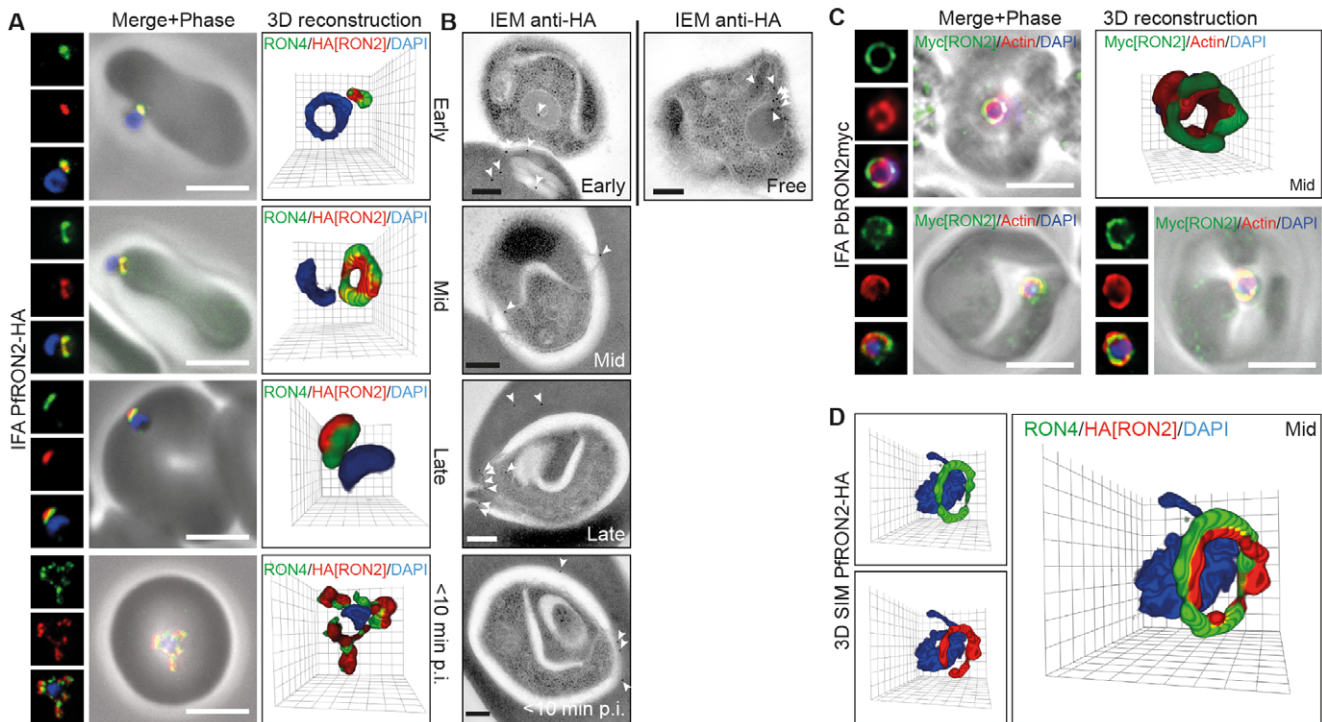 A
Merge+Phase
3D reconstruction
IFA PfRON2-HA
RON4/HA[RON2]/DAPI
Early
RON4/HA[RON2]/DAPI
Mid
RON4/HA[RON2]/DAPI
Late
RON4/HA[RON2]/DAPI
<10 min p.i.
B
IEM anti-HA
IEM anti-HA
Early
Free
Mid
Late
<10 min p.i.
C
Merge+Phase
3D reconstruction
IFA PbRON2myc
Myc[RON2]/Actin/DAPI
Myc[RON2]/Actin/DAPI
Mid
Myc[RON2]/Actin/DAPI
Myc[RON2]/Actin/DAPI
D
3D SIM PfRON2-HA
RON4/HA[RON2]/DAPI
Mid